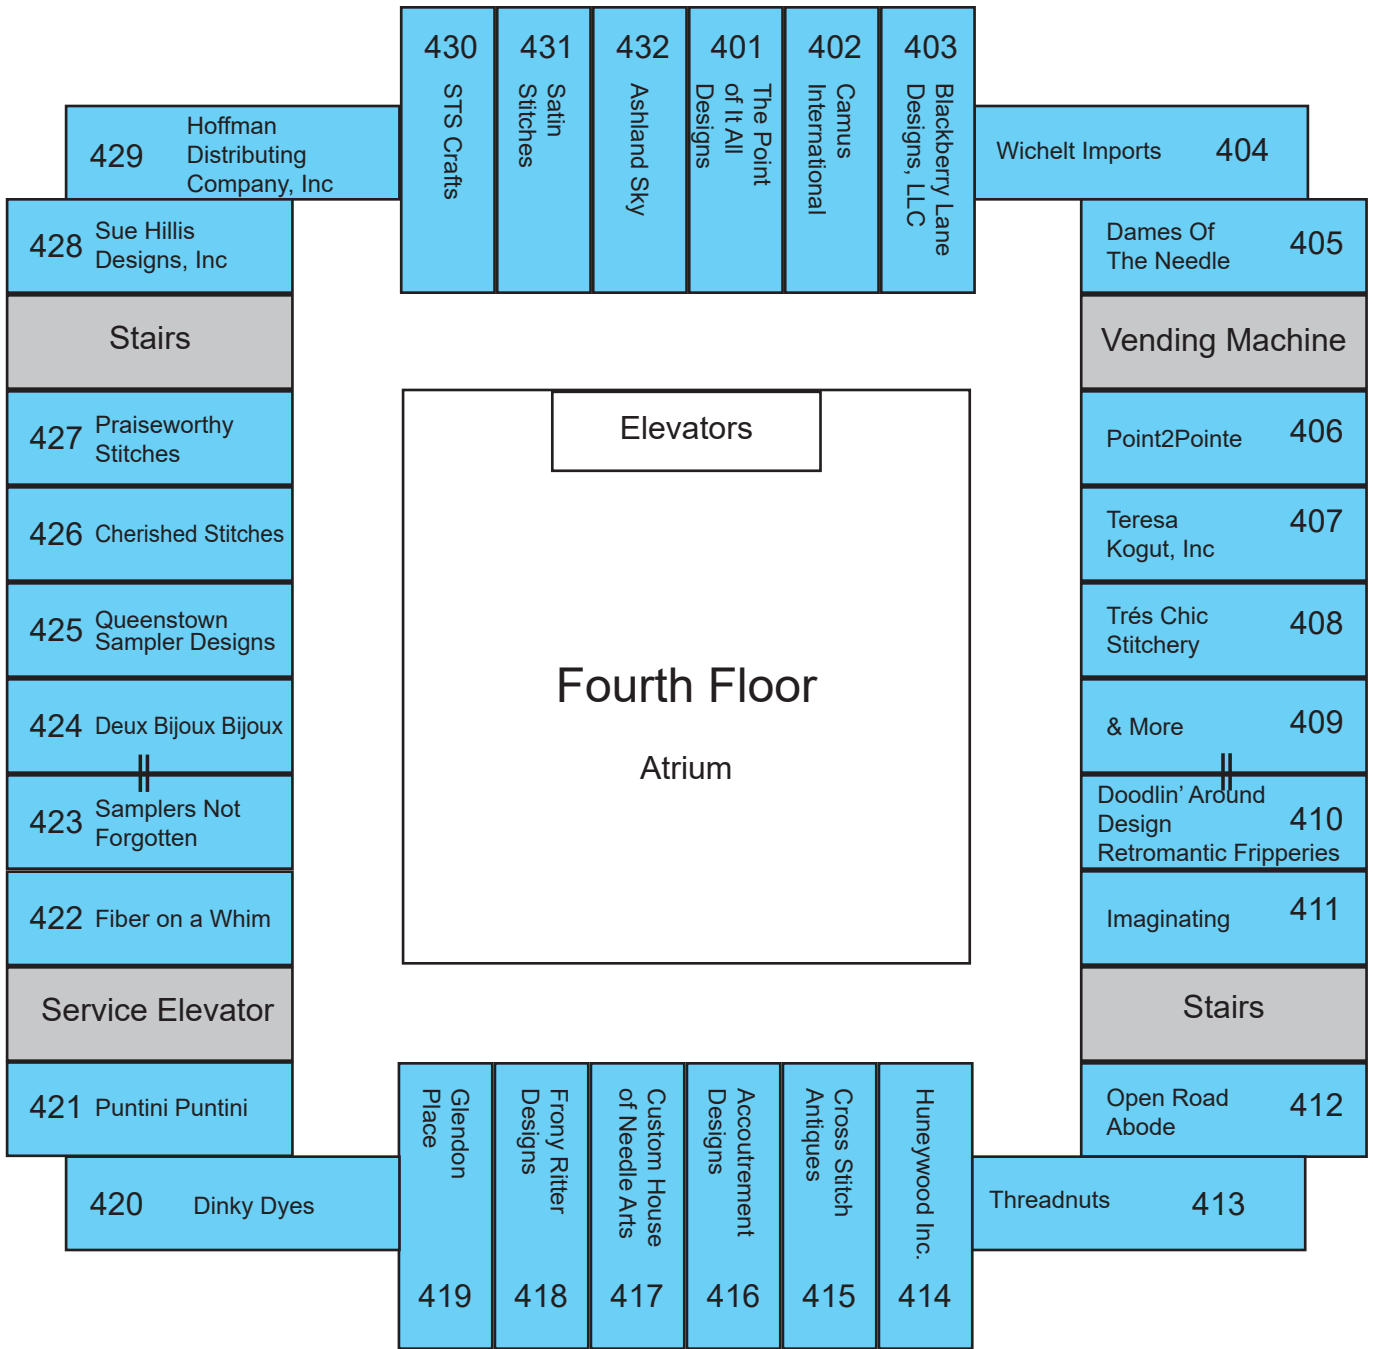 430
STS Crafts
431
Satin
Stitches
432
Ashland Sky
401
The Point
of It All
Designs
402
Camus
International
403
Blackberry Lane
Designs, LLC
429
Hoffman
Distributing
Company, Inc
Wichelt Imports 404
428
Sue Hillis
Designs, Inc
Dames Of
The Needle
405
Stairs
Vending Machine
427
Praiseworthy
Stitches
Elevators
Point2Pointe 406
426 Cherished Stitches
Teresa
Kogut, Inc
407
425
Queenstown
Sampler Designs
Trés Chic
Stitchery
408
Fourth Floor
Atrium
424 Deux Bijoux Bijoux
& More 409
423
Samplers Not
Forgotten
Doodlin’ Around
Design
Retromantic Fripperies
410
422 Fiber on a Whim
Imaginating 411
Service Elevator
Stairs
421 Puntini Puntini
Open Road
Abode
412
420 Dinky Dyes
Glendon
Place
419
Frony Ritter
Designs
418
Custom House
of Needle Arts
417
Accoutrement
Designs
416
Cross Stitch
Antiques
415
Huneywood Inc.
414
Threadnuts 413